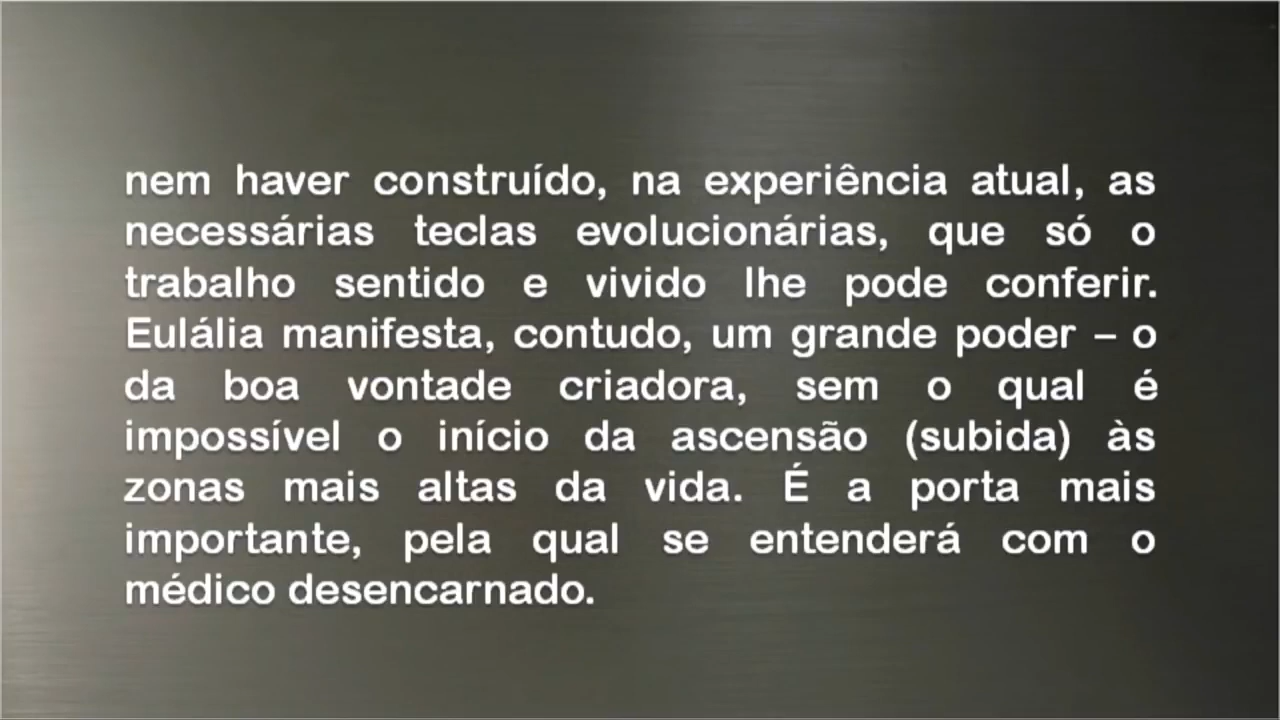 nem haver construído, na experiência atual, as
necessárias teclas evolucionárias, que só o
trabalho sentido e vivido lhe pode conferir.
Eulália manifesta, contudo, um grande poder – o
da boa vontade criadora, sem o qual é
impossível o início da ascensão (subida) às
zonas mais altas da vida. É a porta mais
importante, pela qual se entenderá com o
médico desencarnado.